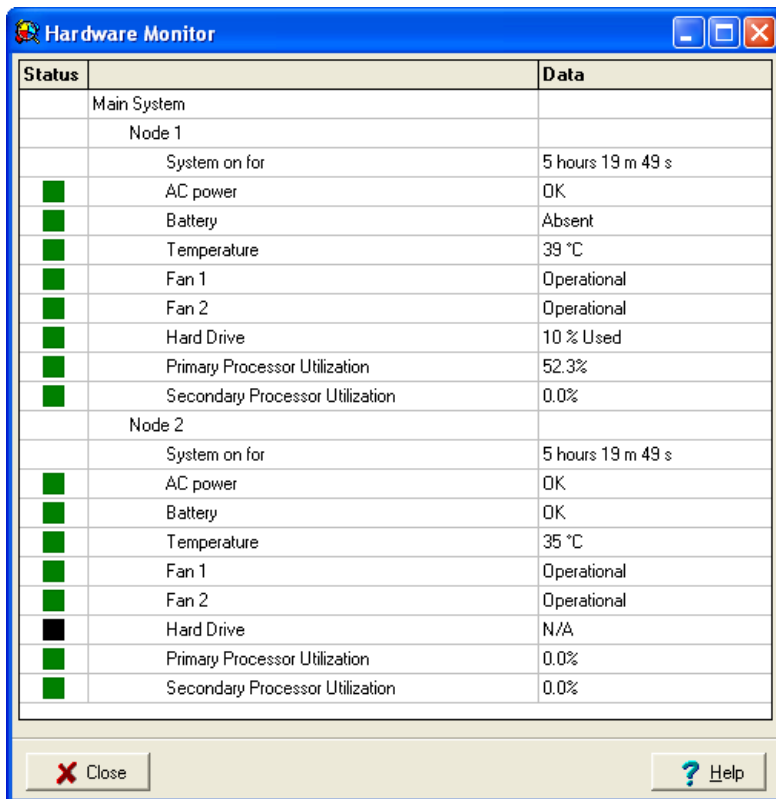 Hardware Monitor
Status Data
Main System
Node 1
System on for 5 hours 19 m 49 s
AC power OK
Battery Absent
Temperature 39 °C
Fan 1 Operational
Fan 2 Operational
Hard Drive 10 % Used
Primary Processor Utilization 52.3%
Secondary Processor Utilization 0.0%
Node 2
System on for 5 hours 19 m 49 s
AC power OK
Battery OK
Temperature 35 °C
Fan 1 Operational
Fan 2 Operational
Hard Drive N/A
Primary Processor Utilization 0.0%
Secondary Processor Utilization 0.0%
Close Help